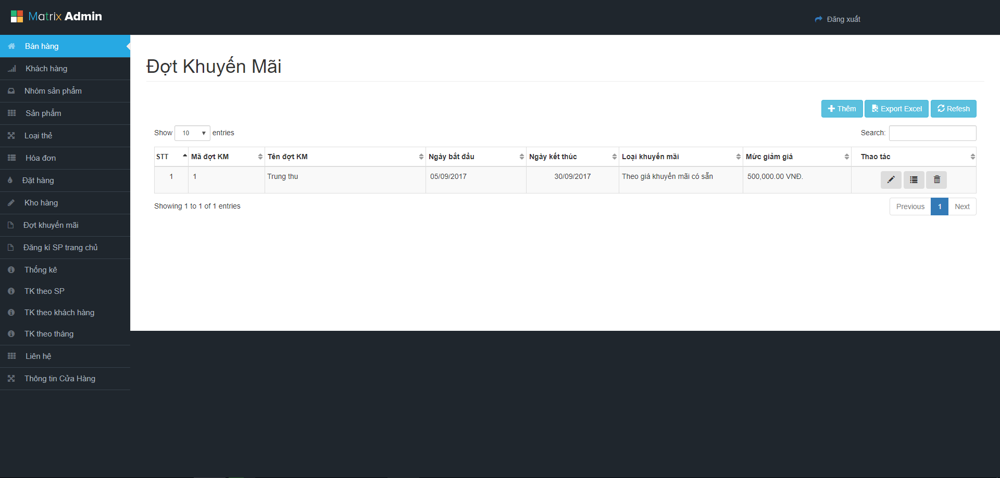 Matrix Admin
Đăng xuất
Bán hàng
Khách hàng
Nhóm sản phẩm
Sản phẩm
Loại thẻ
Hóa đơn
Đặt hàng
Kho hàng
Đợt khuyến mãi
Đăng kí SP trang chủ
Thống kê
TK theo SP
TK theo khách hàng
TK theo tháng
Liên hệ
Thông tin Cửa Hàng
Đợt Khuyến Mãi
Thêm Export Excel Refesh
Show 10 entries Search:
STT Mã đợt KM Tên đợt KM Ngày bắt đầu Ngày kết thúc Loại khuyến mãi Mức giảm giá Thao tác
1 1 Trung thu 05/09/2017 30/09/2017 Theo giá khuyến mãi có sẵn 500,000.00 VNĐ.
Showing 1 to 1 of 1 entries Previous 1 Next